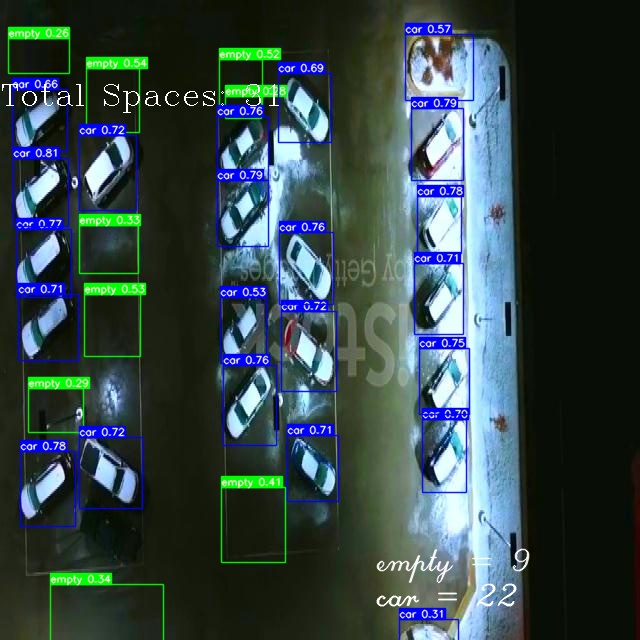 car 0.57
empty 0.26
empty 0.52
empty 0.54
car 0.69
car 0.66
Total Spaces: 31
car 0.79
car 0.76
car 0.72
car 0.81
car 0.79
car 0.78
empty 0.33
car 0.77
car 0.76
car 0.71
iStock
by Getty Images
car 0.71
empty 0.53
car 0.53
car 0.72
car 0.75
car 0.76
empty 0.29
car 0.70
car 0.72
car 0.71
car 0.78
empty 0.41
empty = 9
empty 0.34
car = 22
car 0.31